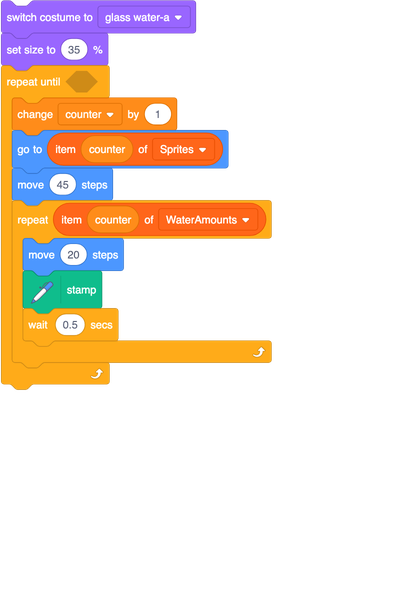 switch costume to glass water-a
set size to 35 %
repeat until
change counter by 1
go to item counter of Sprites
move 45 steps
repeat item counter of WaterAmounts
move 20 steps
stamp
wait 0.5 secs